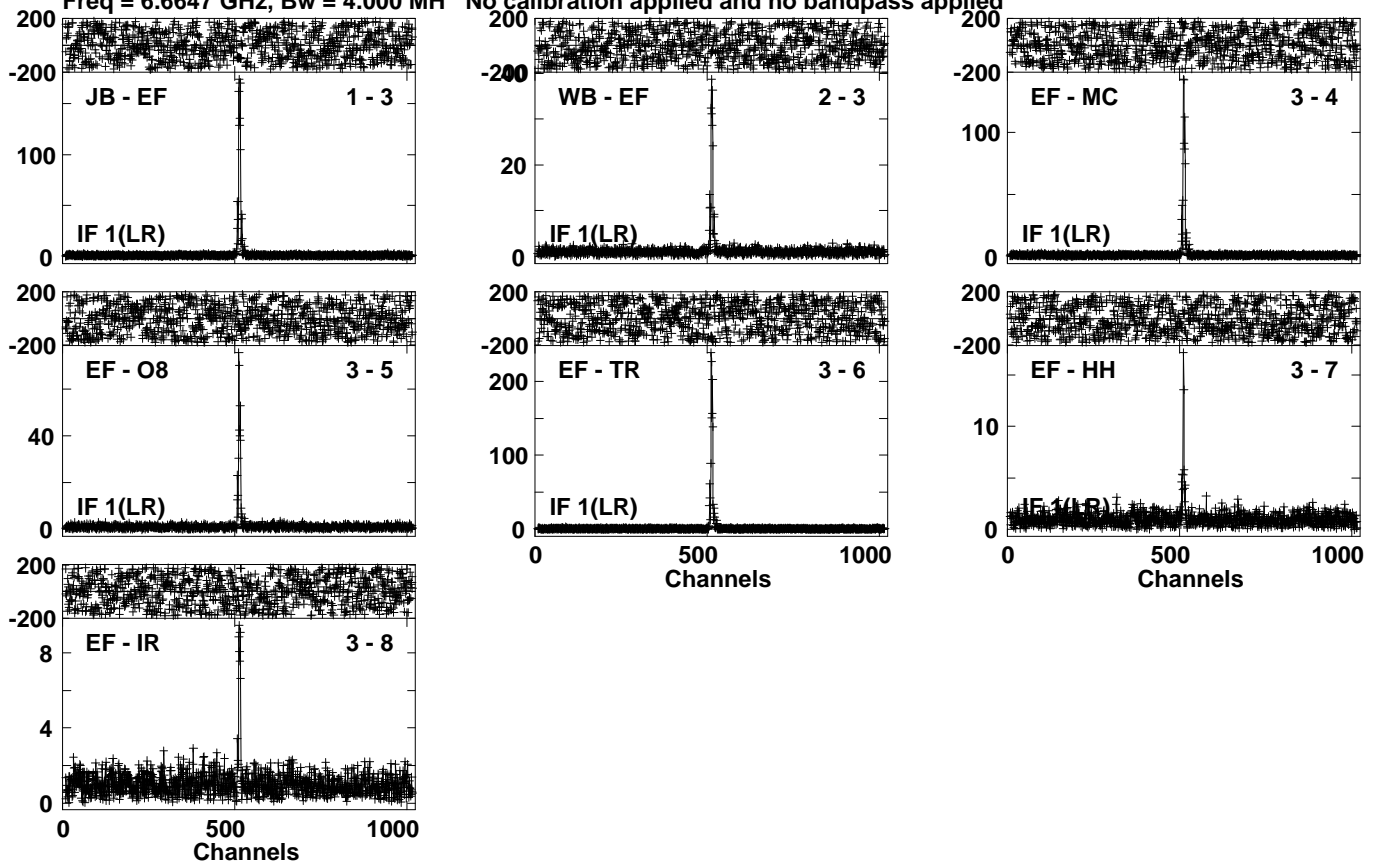 Freq = 6.6647 GHz, Bw = 4.000 MH No calibration applied and no bandpass applied
200 200 200
-200 -200 -200
JB - EF 1 - 3 WB - EF 2 - 3 EF - MC 3 - 4
100 20 100
IF 1(LR) IF 1(LR) IF 1(LR)
0 0 0
200 200 200
-200 -200 -200
EF - O8 3 - 5 EF - TR 3 - 6 EF - HH 3 - 7
200
40 10
100
IF 1(LR) IF 1(LR) IF 1(LR)
0 0 0
0 500 1000 0 500 1000
Channels Channels
200
-200
EF - IR 3 - 8
8
4
0
0 500 1000
Channels